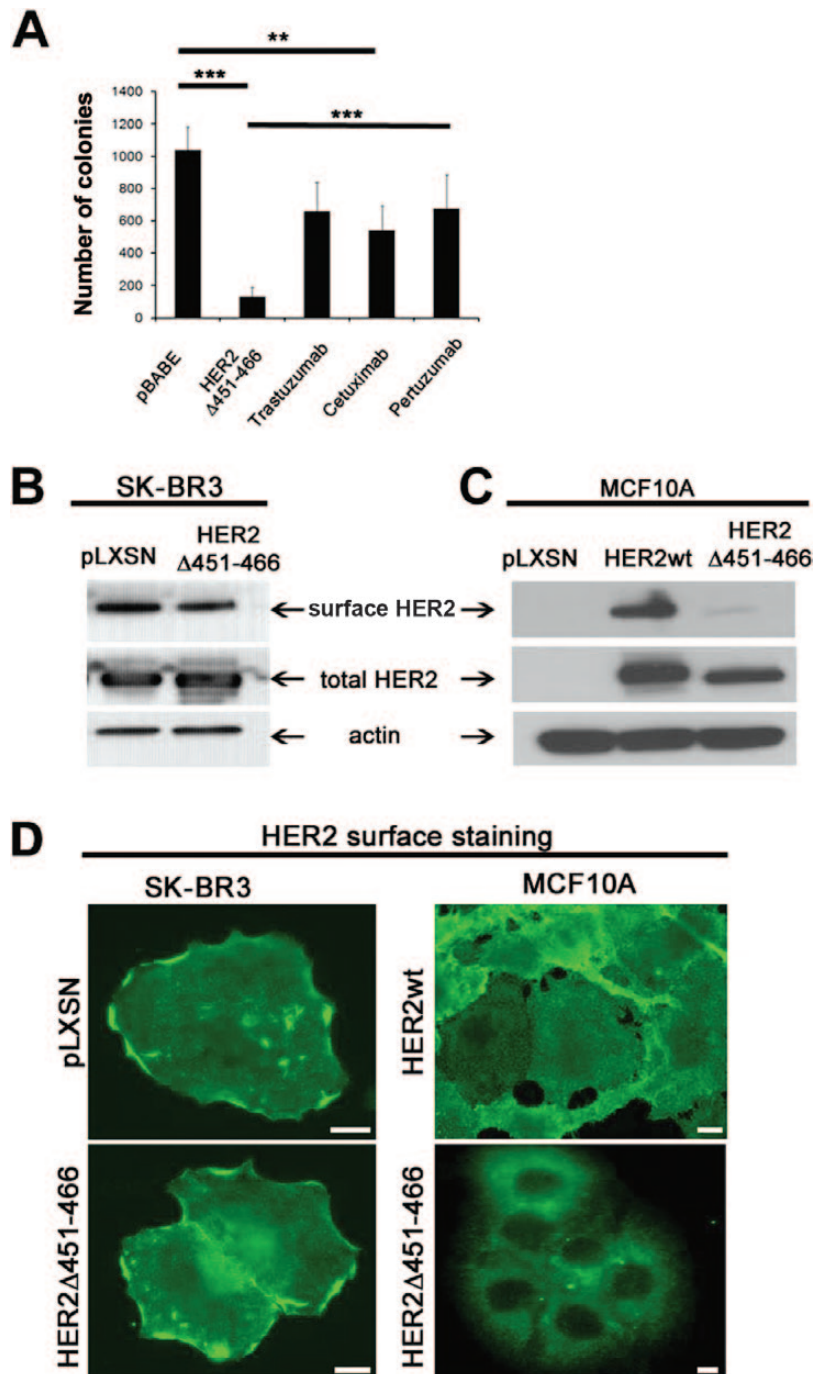 A
**
***
***
Number of colonies
1400
1200
1000
800
600
400
200
0
pBABE
HER2
Δ451-466
Trastuzumab
Cetuximab
Pertuzumab
B
SK-BR3
pLXSN
HER2
Δ451-466
C
MCF10A
pLXSN
HER2wt
HER2
Δ451-466
surface HER2
total HER2
actin
D
HER2 surface staining
SK-BR3
MCF10A
pLXSN
HER2wt
HER2Δ451-466
HER2Δ451-466